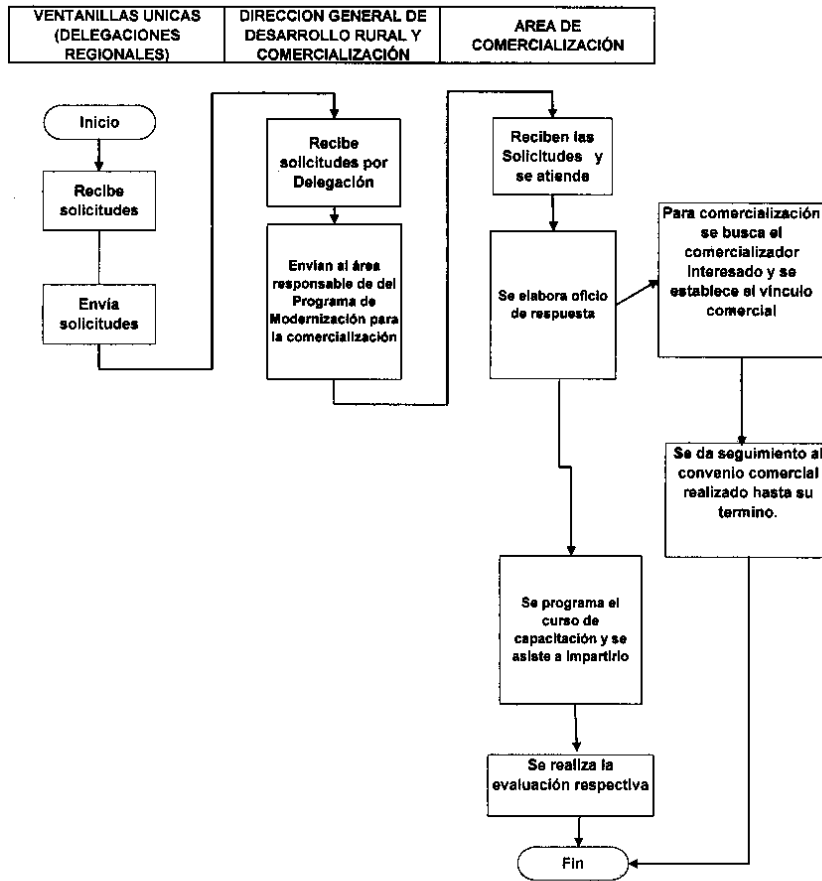 VENTANILLAS UNICAS
(DELEGACIONES
REGIONALES)
DIRECCION GENERAL DE
DESARROLLO RURAL Y
COMERCIALIZACIÓN
AREA DE
COMERCIALIZACIÓN
Inicio
Recibe
solicitudes
Envía
solicitudes
Recibe
solicitudes por
Delegación
Envían al área
responsable de del
Programa de
Modernización para
la comercialización
Reciben las
Solicitudes y
se atiende
Se elabora oficio
de respuesta
Para comercialización
se busca el
comercializador
Interesado y se
establece el vínculo
comercial
Se da seguimiento al
convenio comercial
realizado hasta su
termino.
Se programa el
curso de
capacitación y se
asiste a impartirlo
Se realiza la
evaluación respectiva
Fin